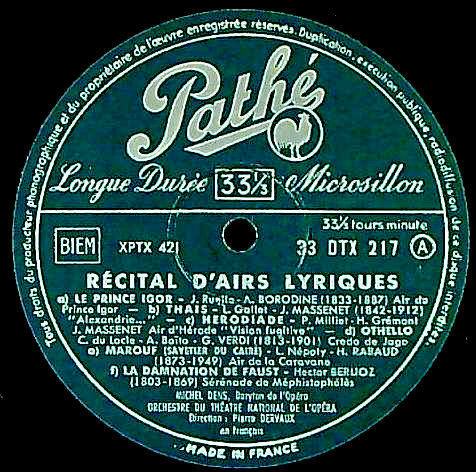 Tous droits du producteur phonographique et du propriétaire de l'œuvre enregistrée réservés. Duplication, exécution publique, radiodiffusion de ce disque interdites.
Pathé
Longue Durée 33⅓ Microsillon
33⅓ tours minute
BIEM XPTX 421 33 DTX 217 A
RÉCITAL D'AIRS LYRIQUES
a) LE PRINCE IGOR - J. Ruelle - A. BORODINE (1833-1887) Air du
Prince Igor — b) THAIS — L. Gallet - J. MASSENET (1842-1912)
"Alexandrie..." — c) HERODIADE — P. Milliet - H. Grémont
J. MASSENET Air d'Hérode "Vision fugitive" — d) OTHELLO
C. du Locle - A. Boïto - G. VERDI (1813-1901) Credo de Jago
e) MAROUF (SAVETIER DU CAIRE) — L. Népoty - H. RABAUD
(1873-1949) Air de la Caravane
f) LA DAMNATION DE FAUST - Hector BERLIOZ
(1803-1869) Sérénade de Méphistophélès
MICHEL DENS, Baryton de l'Opéra
ORCHESTRE DU THÉATRE NATIONAL DE L'OPÉRA
Direction : Pierre DERVAUX
en Français
MADE IN FRANCE